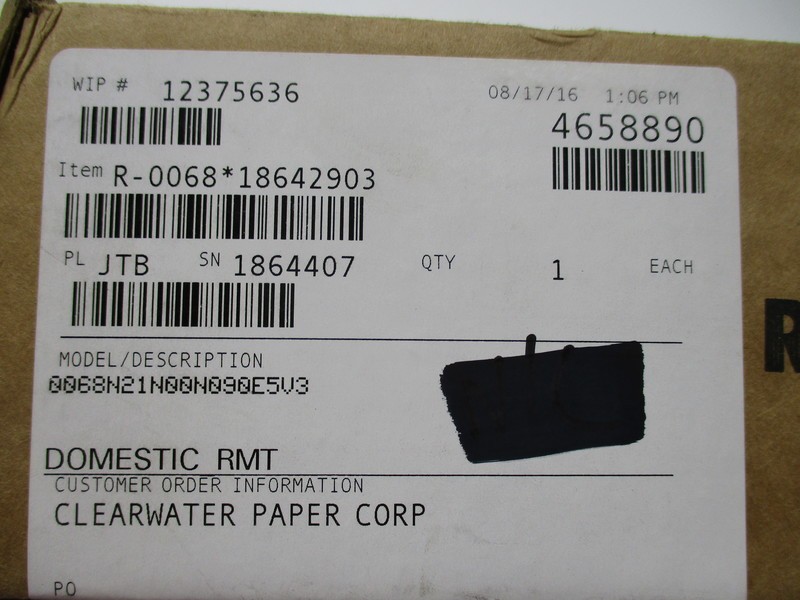 WIP # 12375636
08/17/16 1:06 PM
4658890
Item R-0068*18642903
PL JTB SN 1864407 QTY 1 EACH
MODEL/DESCRIPTION
0068N21N00N090E5V3
DOMESTIC RMT
CUSTOMER ORDER INFORMATION
CLEARWATER PAPER CORP
PO
R